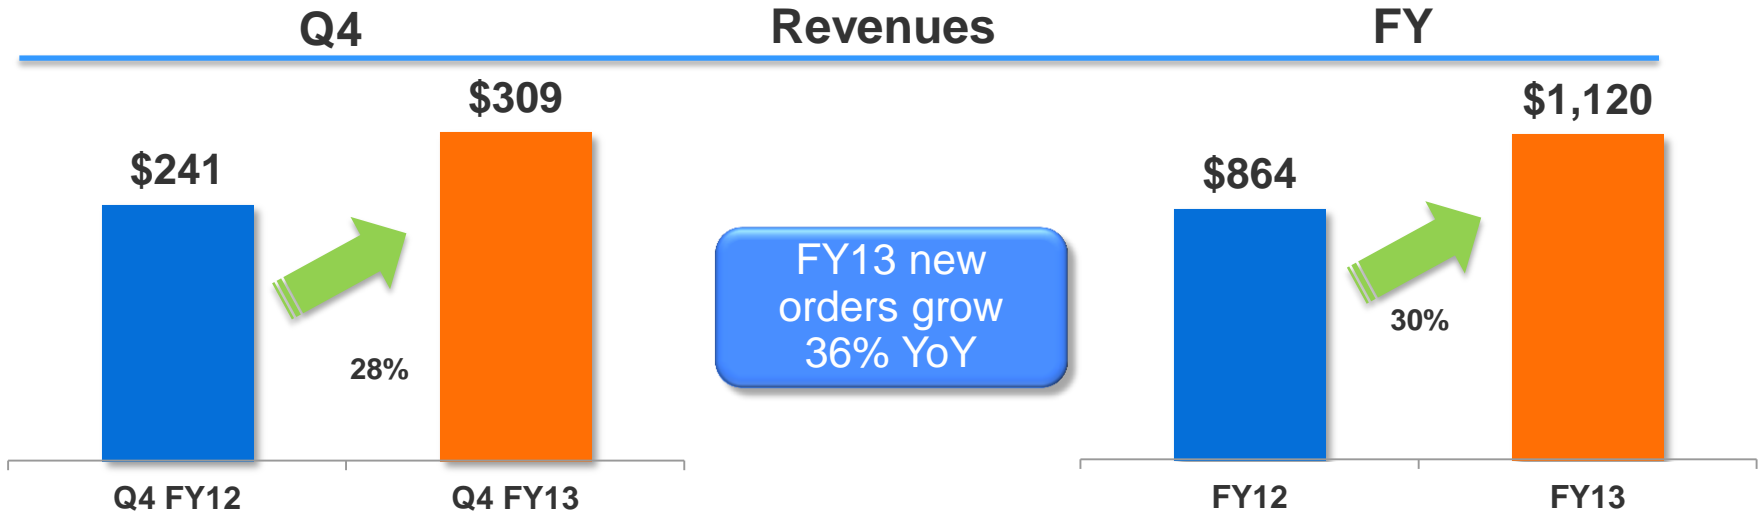 Q4
Revenues
FY
$309
$241
28%
Q4 FY12
Q4 FY13
FY13 new
orders grow
36% YoY
$1,120
$864
30%
FY12
FY13